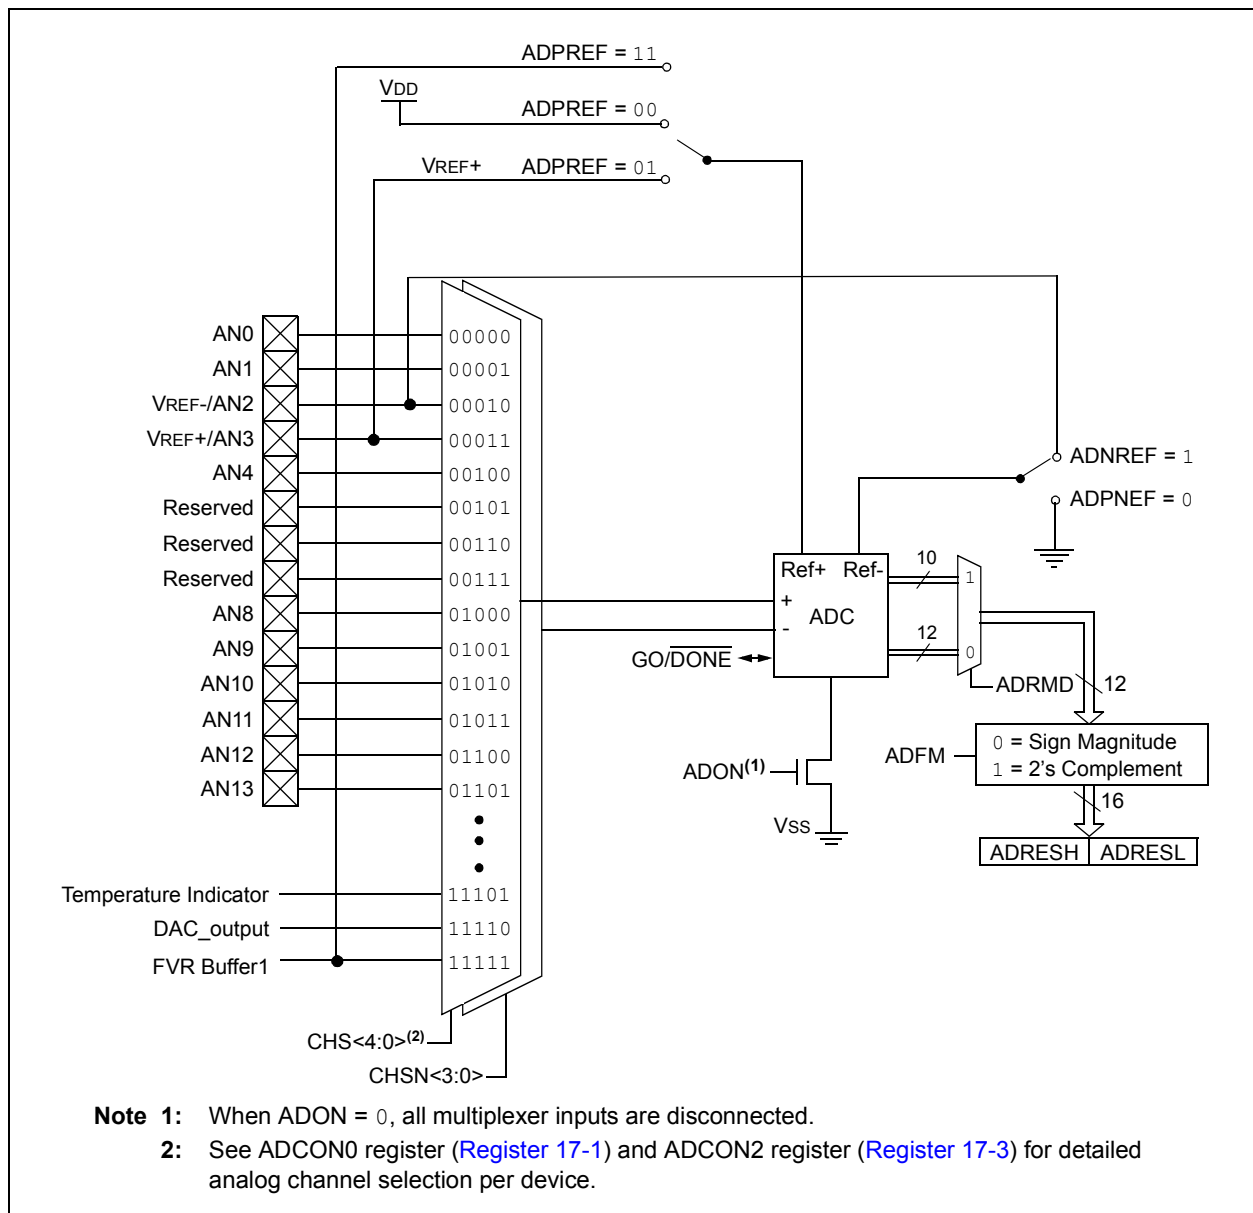 ADPREF = 11
VDD
ADPREF = 00
VREF+ ADPREF = 01
AN0 00000
AN1 00001
VREF-/AN2 00010
VREF+/AN3 00011
AN4 00100
Reserved 00101
Reserved 00110
Reserved 00111
AN8 01000
AN9 01001
AN10 01010
AN11 01011
AN12 01100
AN13 01101
Temperature Indicator 11101
DAC_output 11110
FVR Buffer1 11111
CHS<4:0>(2)
CHSN<3:0>
ADNREF = 1
ADPNEF = 0
Ref+ Ref-
+
ADC
-
GO/DONE
10
1
12
0
ADRMD
12
ADON(1)
VSS
ADFM
0 = Sign Magnitude
1 = 2's Complement
16
ADRESH ADRESL
Note 1: When ADON = 0, all multiplexer inputs are disconnected.
2: See ADCON0 register (Register 17-1) and ADCON2 register (Register 17-3) for detailed
analog channel selection per device.